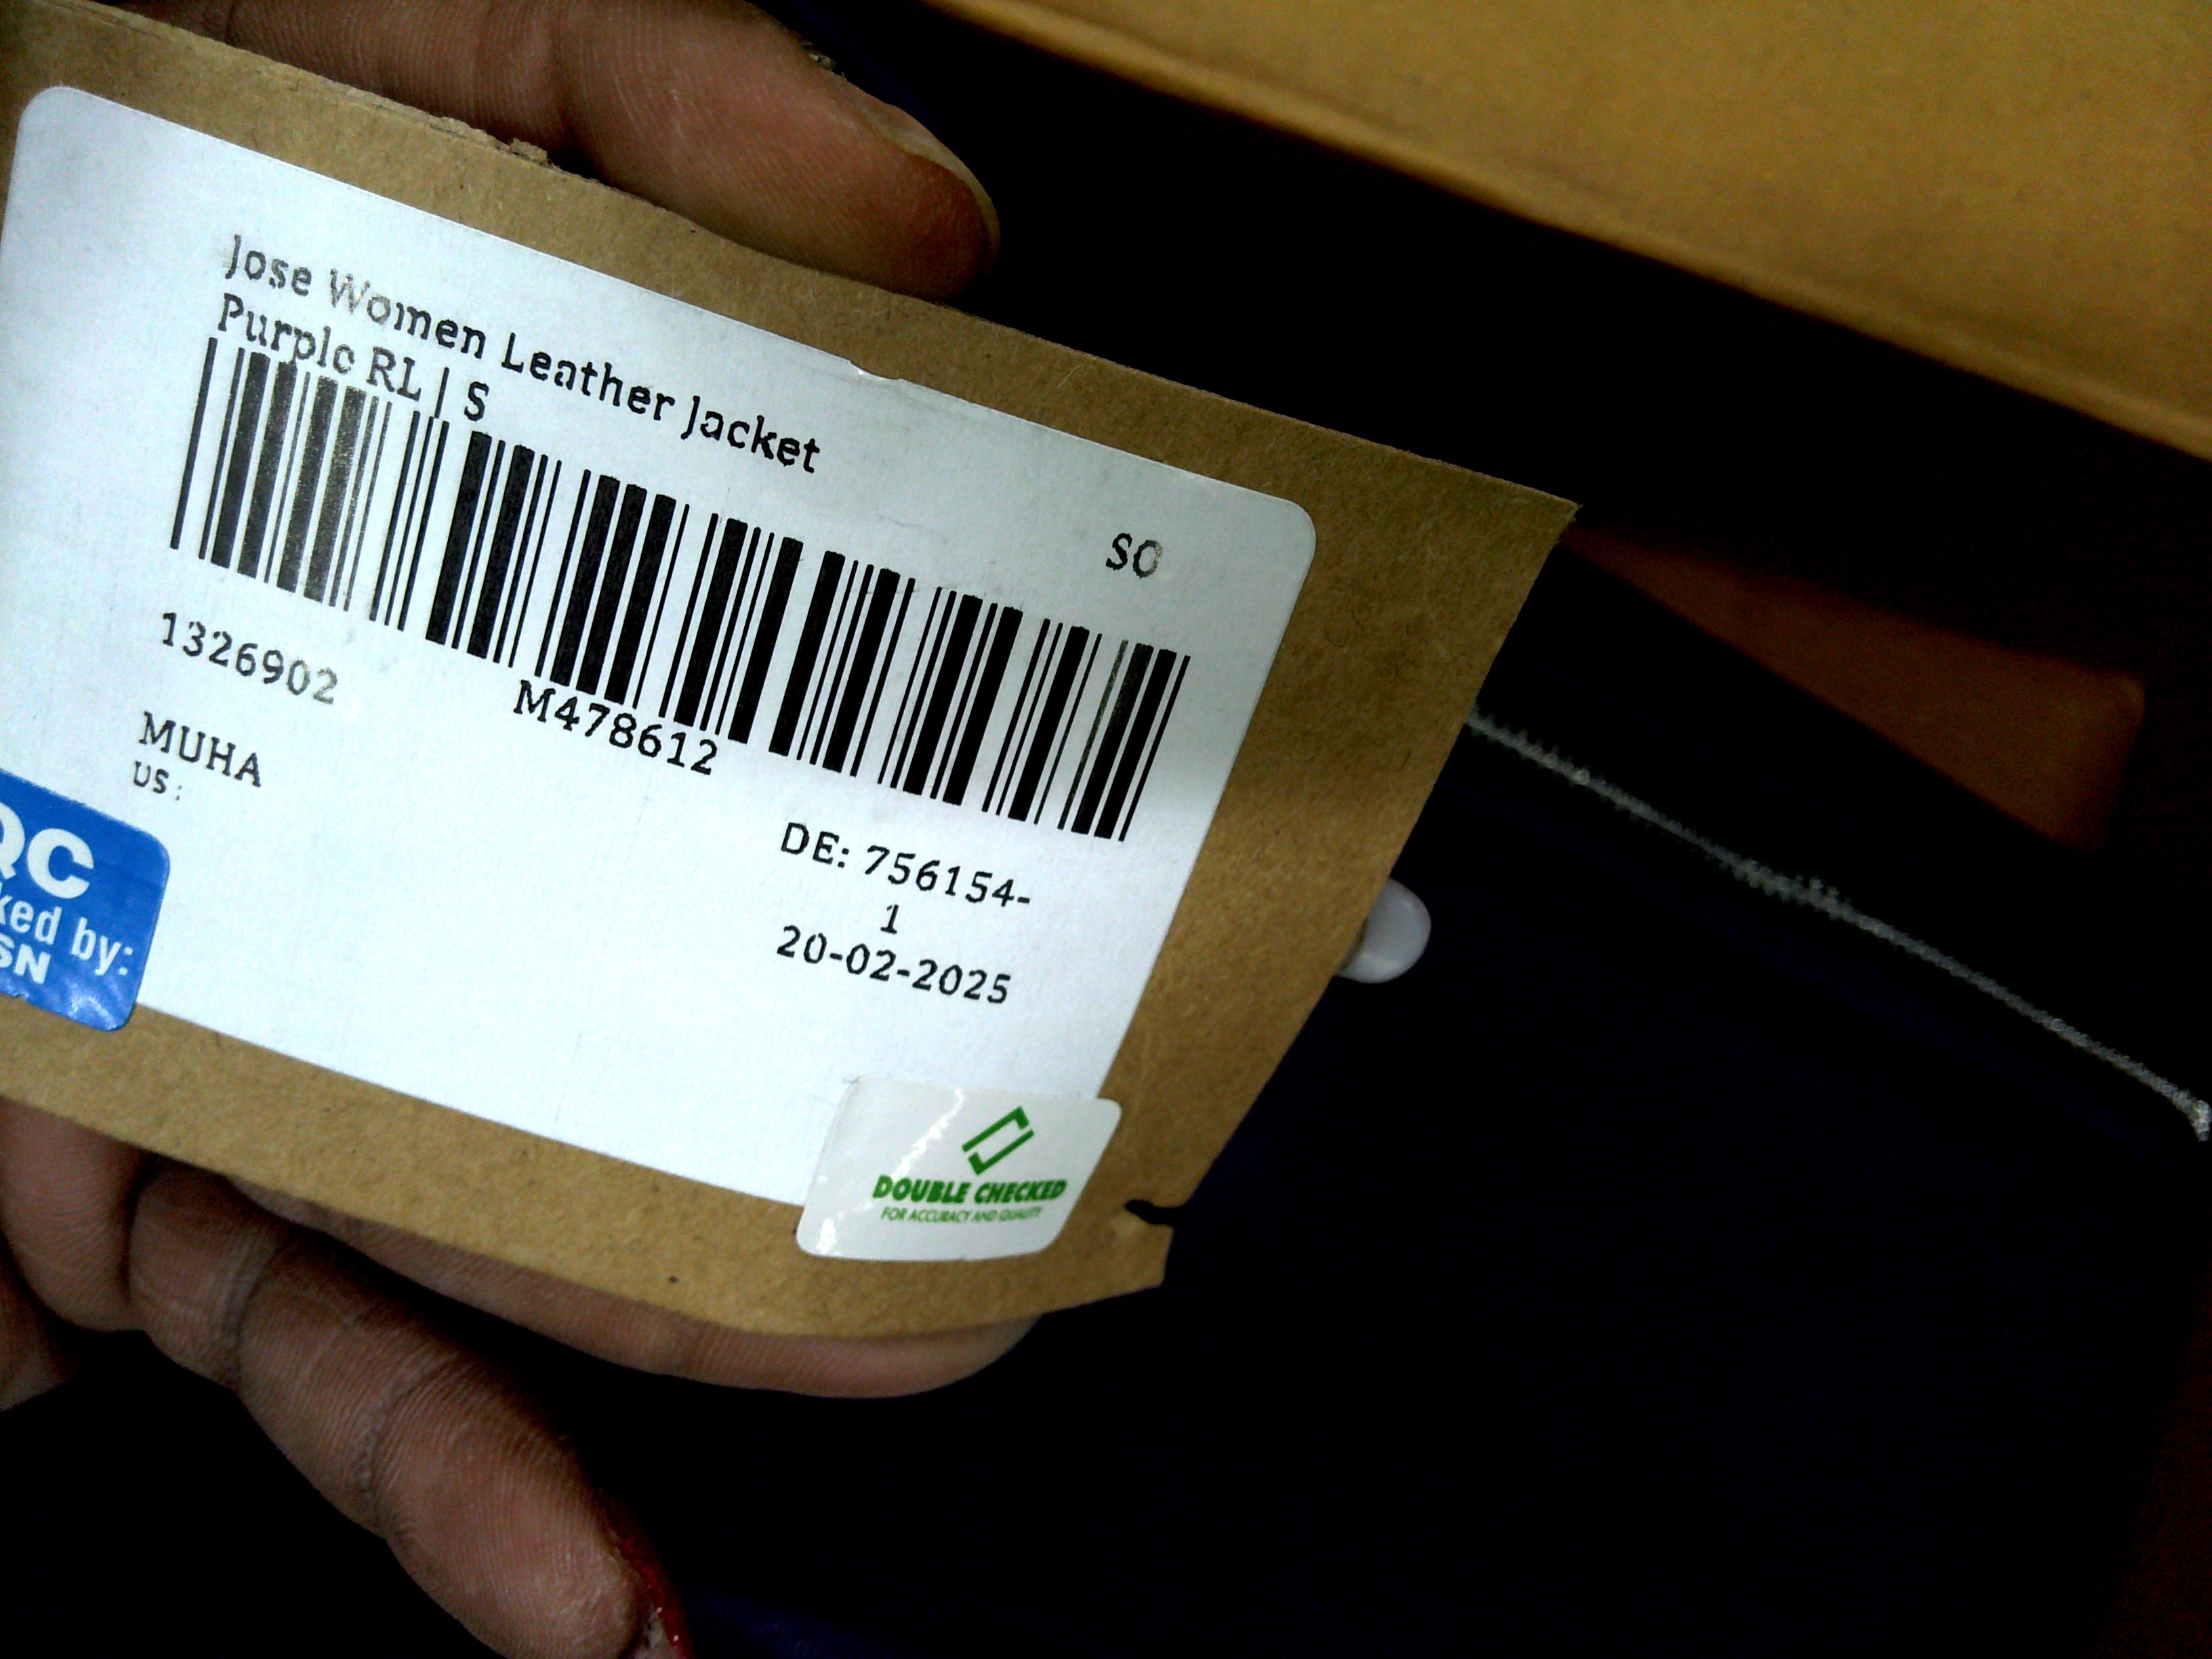 Jose Women Leather Jacket
Purple RL | S
SO
1326902
M478612
MUHA
US:
DE: 756154-
1
20-02-2025
QC
ked by:
SN
DOUBLE CHECKED
FOR ACCURACY AND QUALITY